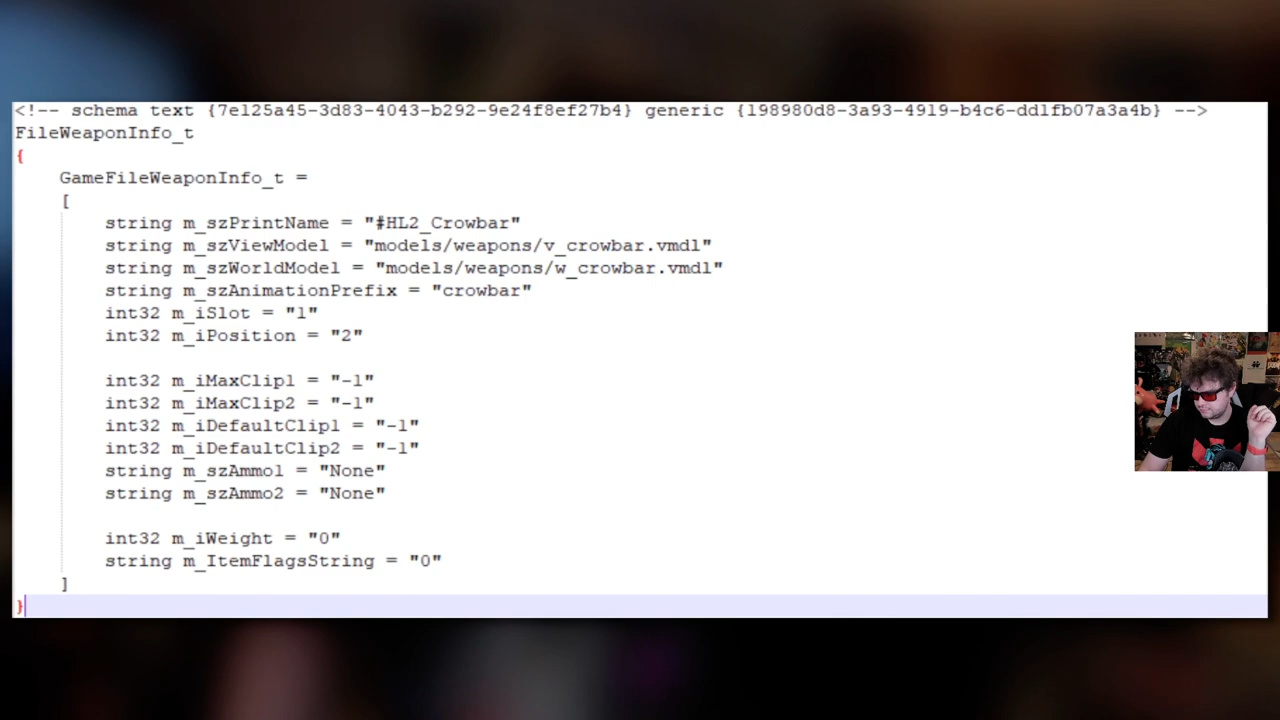 <!-- schema text {7e125a45-3d83-4043-b292-9e24f8ef27b4} generic {198980d8-3a93-4919-b4c6-dd1fb07a3a4b} -->
FileWeaponInfo_t
{
GameFileWeaponInfo_t =
[
string m_szPrintName = "#HL2_Crowbar"
string m_szViewModel = "models/weapons/v_crowbar.vmdl"
string m_szWorldModel = "models/weapons/w_crowbar.vmdl"
string m_szAnimationPrefix = "crowbar"
int32 m_iSlot = "1"
int32 m_iPosition = "2"
int32 m_iMaxClip1 = "-1"
int32 m_iMaxClip2 = "-1"
int32 m_iDefaultClip1 = "-1"
int32 m_iDefaultClip2 = "-1"
string m_szAmmo1 = "None"
string m_szAmmo2 = "None"
int32 m_iWeight = "0"
string m_ItemFlagsString = "0"
]
}